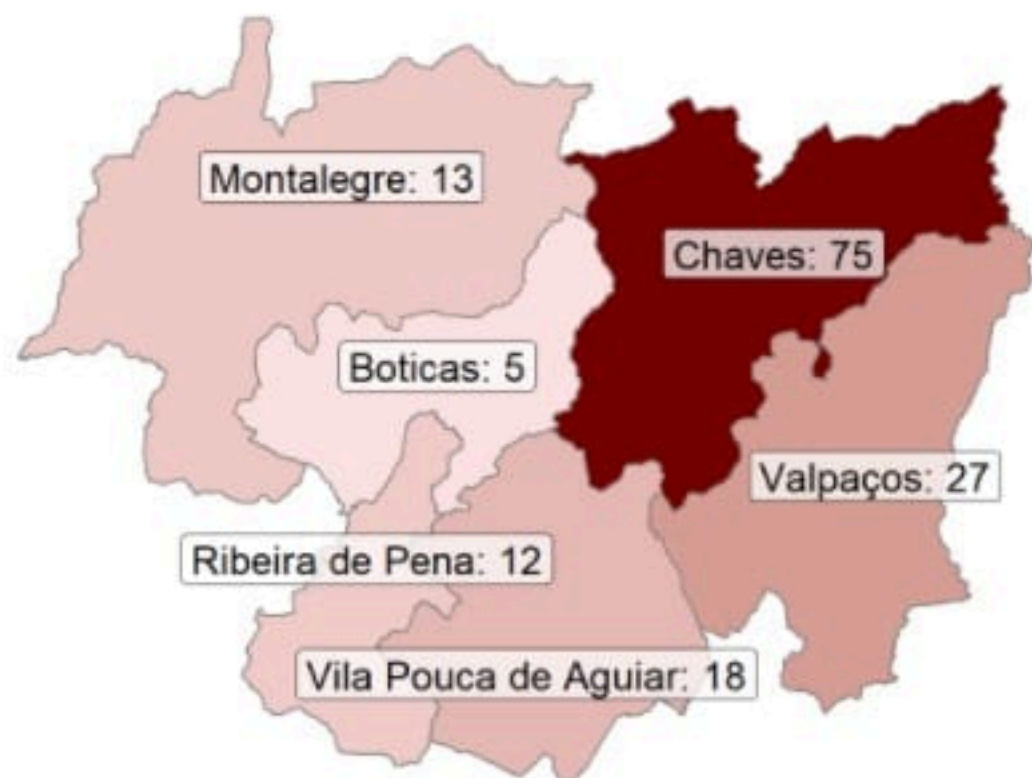 Montalegre: 13
Chaves: 75
Boticas: 5
Valpaços: 27
Ribeira de Pena: 12
Vila Pouca de Aguiar: 18